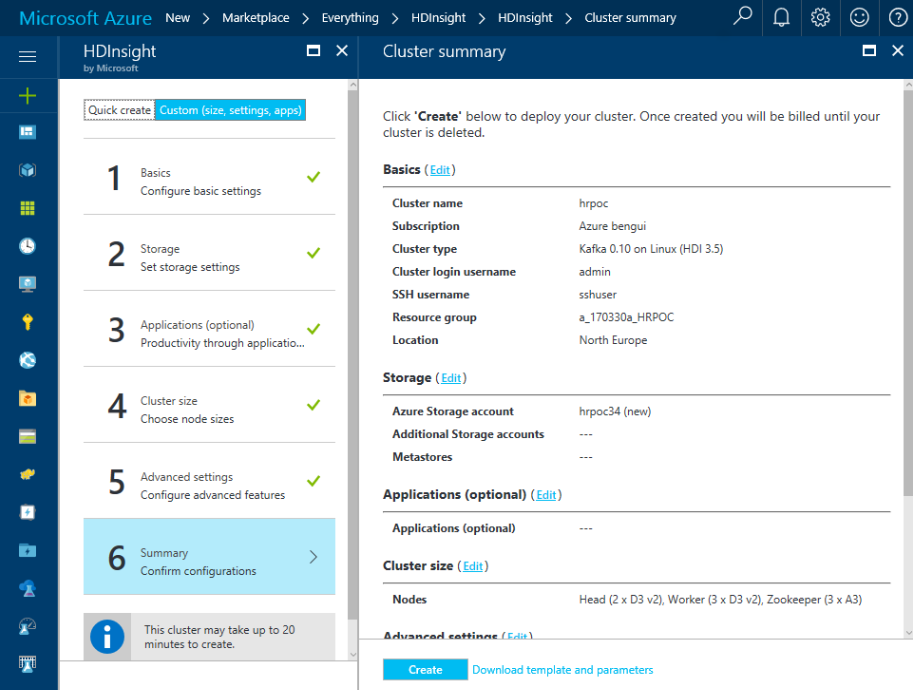 Microsoft Azure New > Marketplace > Everything > HDInsight > HDInsight > Cluster summary
HDInsight
by Microsoft
Quick create Custom (size, settings, apps)
1 Basics
Configure basic settings
2 Storage
Set storage settings
3 Applications (optional)
Productivity through applicatio...
4 Cluster size
Choose node sizes
5 Advanced settings
Configure advanced features
6 Summary
Confirm configurations
This cluster may take up to 20
minutes to create.
Cluster summary
Click 'Create' below to deploy your cluster. Once created you will be billed until your
cluster is deleted.
Basics (Edit)
Cluster name hrpoc
Subscription Azure bengui
Cluster type Kafka 0.10 on Linux (HDI 3.5)
Cluster login username admin
SSH username sshuser
Resource group a_170330a_HRPOC
Location North Europe
Storage (Edit)
Azure Storage account hrpoc34 (new)
Additional Storage accounts ---
Metastores ---
Applications (optional) (Edit)
Applications (optional) ---
Cluster size (Edit)
Nodes Head (2 x D3 v2), Worker (3 x D3 v2), Zookeeper (3 x A3)
Advanced settings (Edit)
Create Download template and parameters